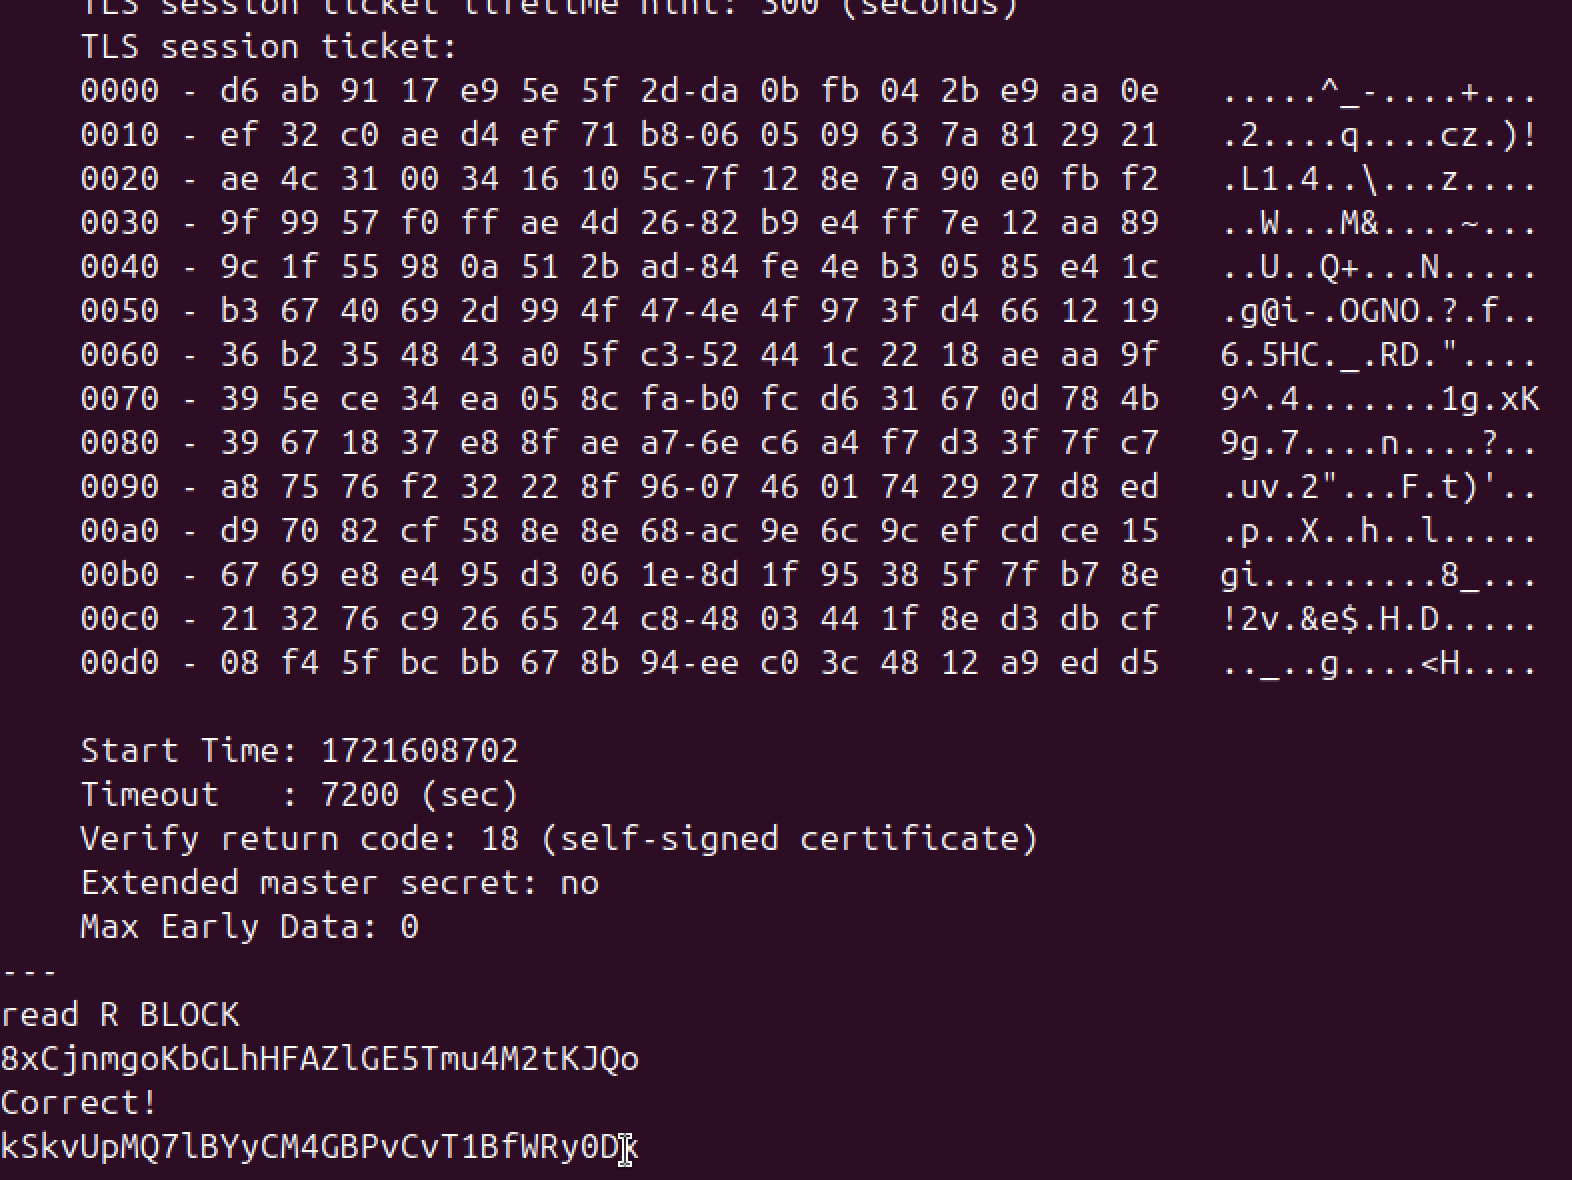 TLS session ticket lifetime hint: 300 (seconds)
TLS session ticket:
0000 - d6 ab 91 17 e9 5e 5f 2d-da 0b fb 04 2b e9 aa 0e   .....^_-....+...
0010 - ef 32 c0 ae d4 ef 71 b8-06 05 09 63 7a 81 29 21   .2....q....cz.)!
0020 - ae 4c 31 00 34 16 10 5c-7f 12 8e 7a 90 e0 fb f2   .L1.4..\...z....
0030 - 9f 99 57 f0 ff ae 4d 26-82 b9 e4 ff 7e 12 aa 89   ..W...M&....~...
0040 - 9c 1f 55 98 0a 51 2b ad-84 fe 4e b3 05 85 e4 1c   ..U..Q+...N.....
0050 - b3 67 40 69 2d 99 4f 47-4e 4f 97 3f d4 66 12 19   .g@i-.OGNO.?.f..
0060 - 36 b2 35 48 43 a0 5f c3-52 44 1c 22 18 ae aa 9f   6.5HC._.RD."....
0070 - 39 5e ce 34 ea 05 8c fa-b0 fc d6 31 67 0d 78 4b   9^.4.......1g.xK
0080 - 39 67 18 37 e8 8f ae a7-6e c6 a4 f7 d3 3f 7f c7   9g.7....n....?..
0090 - a8 75 76 f2 32 22 8f 96-07 46 01 74 29 27 d8 ed   .uv.2"...F.t)'..
00a0 - d9 70 82 cf 58 8e 8e 68-ac 9e 6c 9c ef cd ce 15   .p..X..h..l.....
00b0 - 67 69 e8 e4 95 d3 06 1e-8d 1f 95 38 5f 7f b7 8e   gi.........8_...
00c0 - 21 32 76 c9 26 65 24 c8-48 03 44 1f 8e d3 db cf   !2v.&e$.H.D.....
00d0 - 08 f4 5f bc bb 67 8b 94-ee c0 3c 48 12 a9 ed d5   .._..g....<H....
Start Time: 1721608702
Timeout   : 7200 (sec)
Verify return code: 18 (self-signed certificate)
Extended master secret: no
Max Early Data: 0
---
read R BLOCK
8xCjnmgoKbGLhHFAZlGE5Tmu4M2tKJQo
Correct!
kSkvUpMQ7lBYyCM4GBPvCvT1BfWRy0Dk